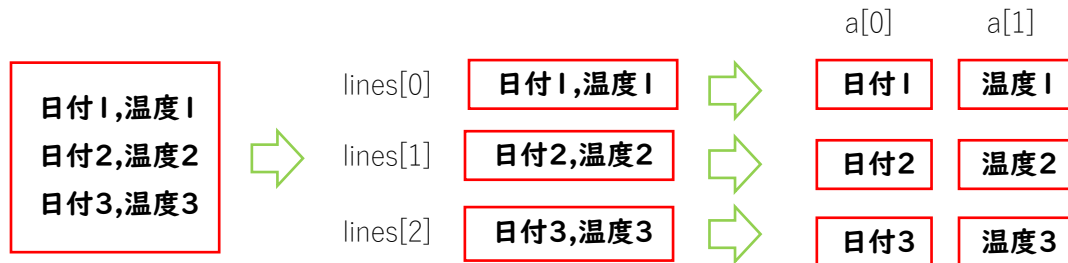 a[0] a[1]
日付1,温度1
日付2,温度2
日付3,温度3
lines[0] 日付1,温度1 日付1 温度1
lines[1] 日付2,温度2 日付2 温度2
lines[2] 日付3,温度3 日付3 温度3